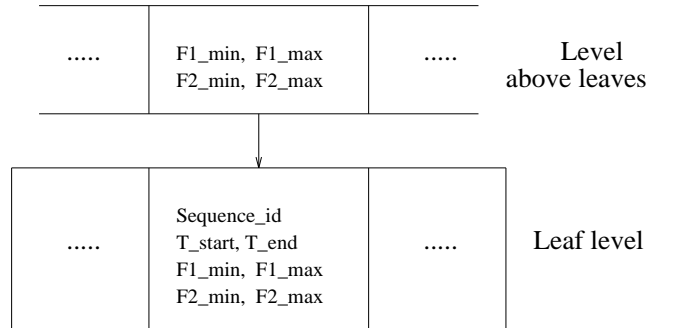 ..... F1_min, F1_max ..... Level
F2_min, F2_max above leaves
Sequence_id
..... T_start, T_end ..... Leaf level
F1_min, F1_max
F2_min, F2_max